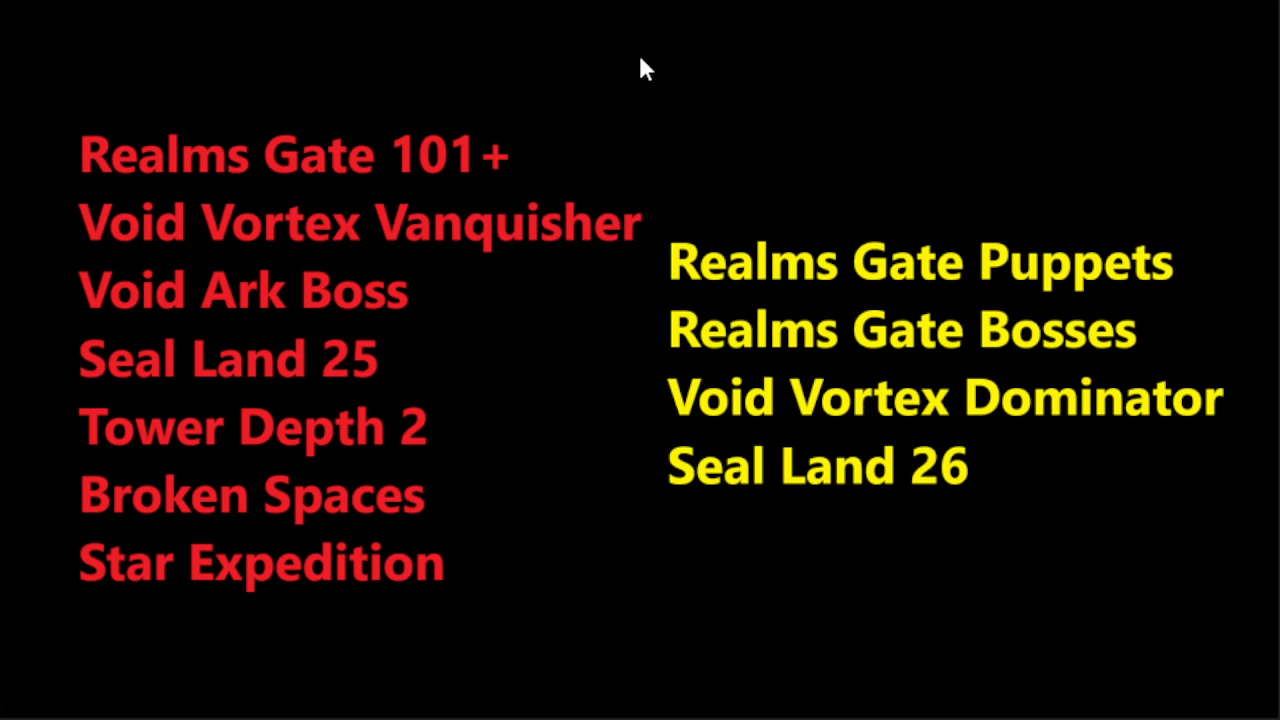 Realms Gate 101+
Void Vortex Vanquisher
Void Ark Boss
Seal Land 25
Tower Depth 2
Broken Spaces
Star Expedition
Realms Gate Puppets
Realms Gate Bosses
Void Vortex Dominator
Seal Land 26